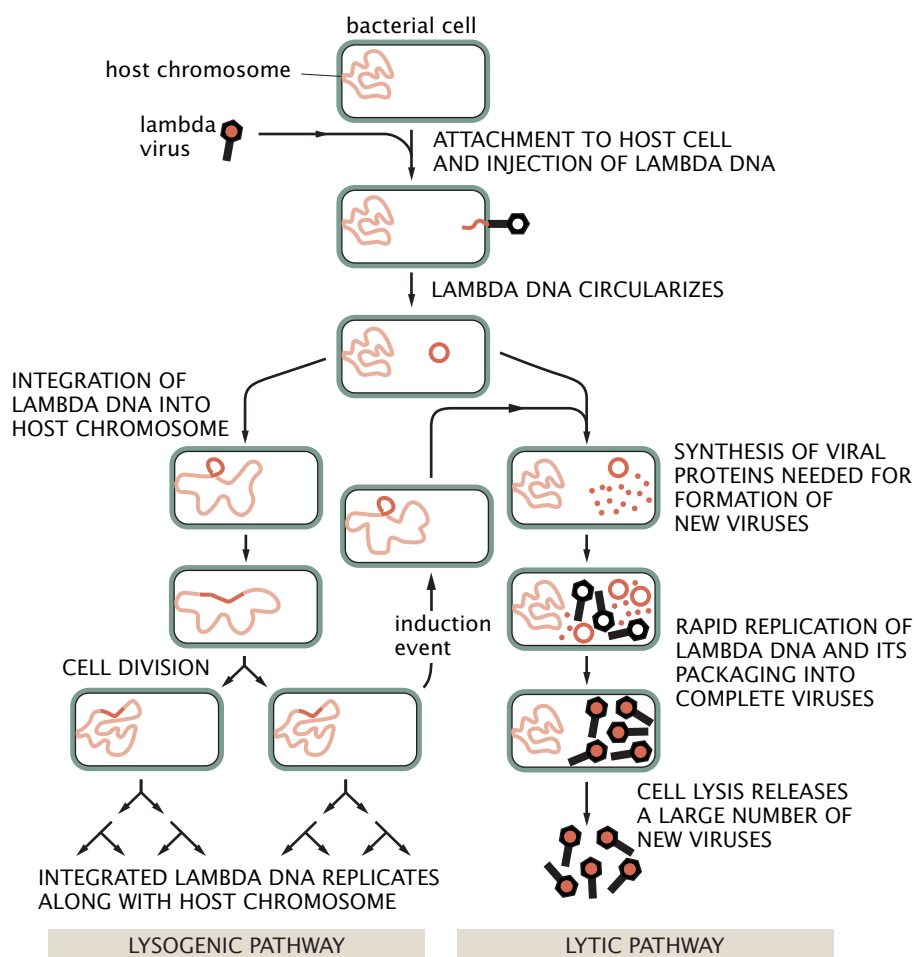 bacterial cell
host chromosome
lambda
virus
ATTACHMENT TO HOST CELL
AND INJECTION OF LAMBDA DNA
LAMBDA DNA CIRCULARIZES
INTEGRATION OF
LAMBDA DNA INTO
HOST CHROMOSOME
SYNTHESIS OF VIRAL
PROTEINS NEEDED FOR
FORMATION OF
NEW VIRUSES
induction
event
RAPID REPLICATION OF
LAMBDA DNA AND ITS
PACKAGING INTO
COMPLETE VIRUSES
CELL DIVISION
CELL LYSIS RELEASES
A LARGE NUMBER OF
NEW VIRUSES
INTEGRATED LAMBDA DNA REPLICATES
ALONG WITH HOST CHROMOSOME
LYSOGENIC PATHWAY
LYTIC PATHWAY